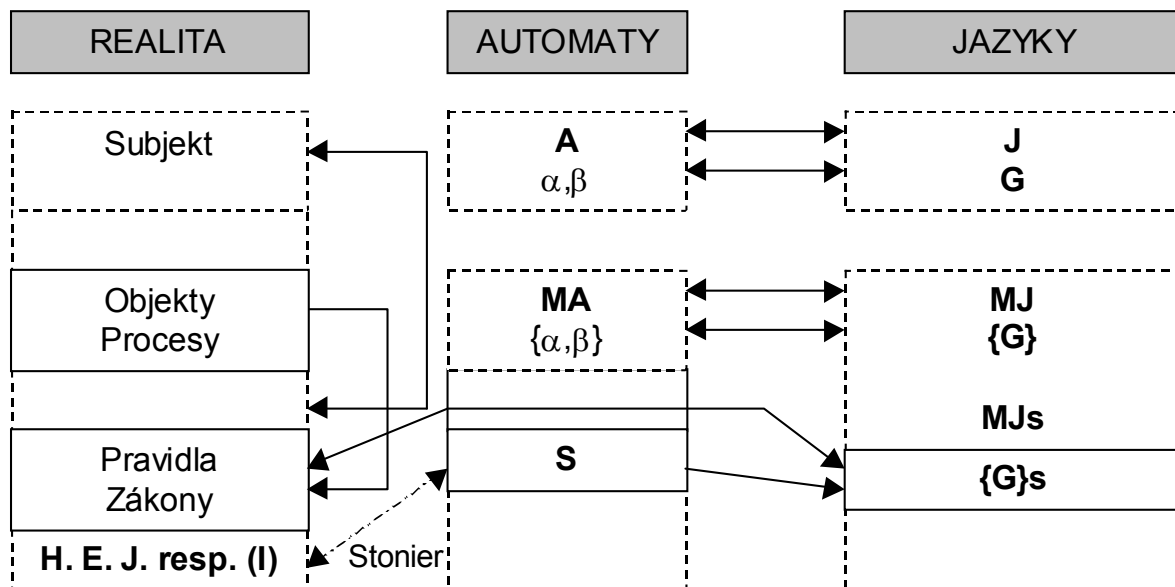 REALITA
AUTOMATY
JAZYKY
Subjekt
A
α,β
J
G
Objekty
Procesy
MA
{α,β}
MJ
{G}
MJs
Pravidla
Zákony
S
{G}s
H. E. J. resp. (I)
Stonier